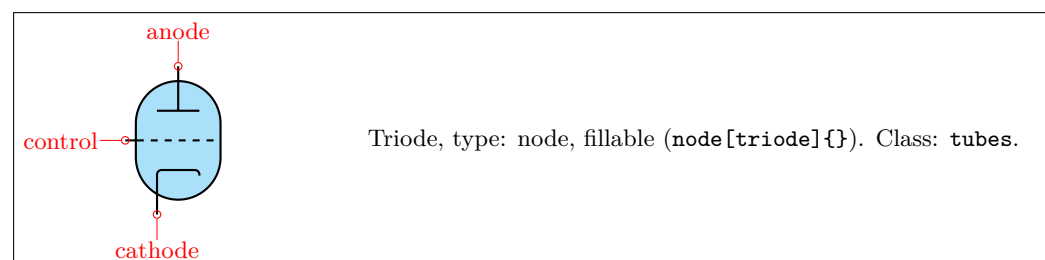 anode
control
Triode, type: node, fillable (node[triode]{}). Class: tubes.
cathode